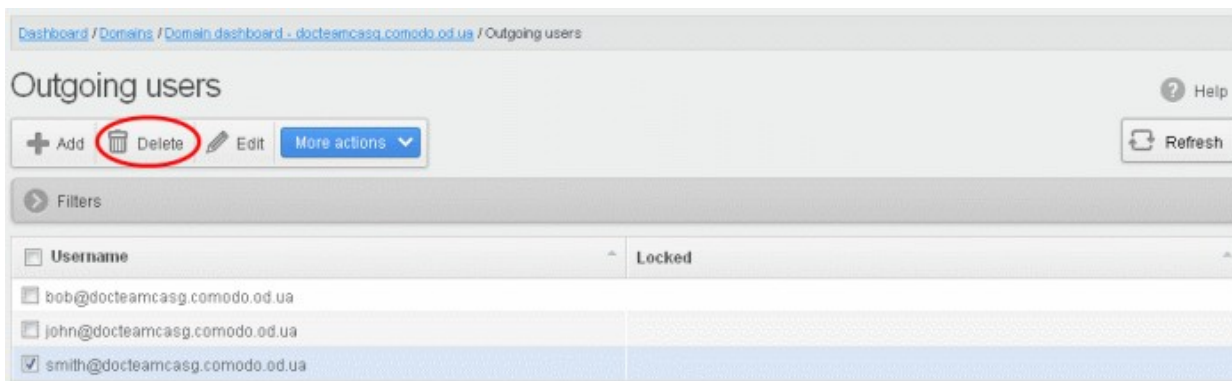 Dashboard / Domains / Domain dashboard - docteamcasg.comodo.od.ua / Outgoing users
Outgoing users
Help
Add Delete Edit More actions
Refresh
Filters
Username Locked
bob@docteamcasg.comodo.od.ua
john@docteamcasg.comodo.od.ua
smith@docteamcasg.comodo.od.ua